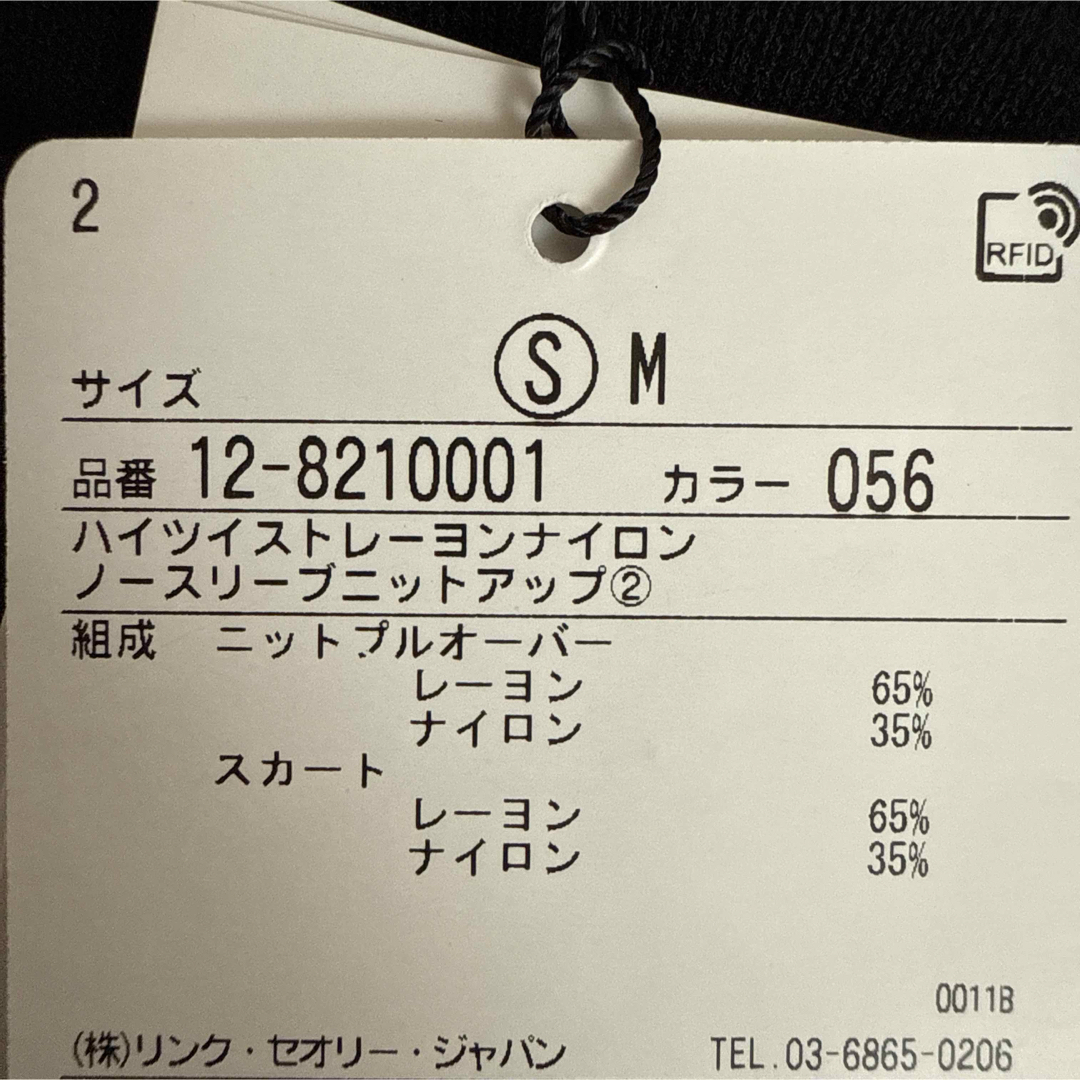 2
RFID
サイズ Ⓢ M
品番 12-8210001 カラー 056
ハイツイストレーヨンナイロン
ノースリーブニットアップ②
組成 ニットプルオーバー
レーヨン 65%
ナイロン 35%
スカート
レーヨン 65%
ナイロン 35%
0011B
(株)リンク・セオリー・ジャパン TEL.03-6865-0206